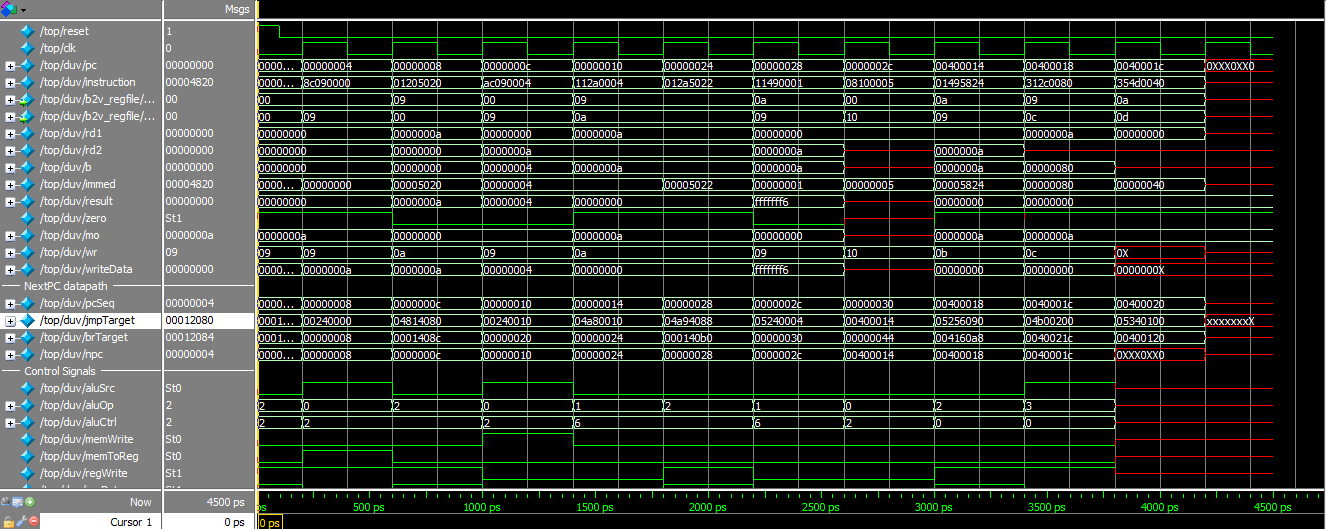 Msgs
/top/reset 1
/top/clk 0
/top/duv/pc 00000000 0000... 00000004 00000008 0000000c 00000010 00000024 00000028 0000002c 00400014 00400018 0040001c 0XXX0XX0
/top/duv/instruction 00004820 0000... 8c090000 01205020 ac090004 112a0004 012a5022 11490001 08100005 01495824 312c0080 354d0040
/top/duv/b2v_regfile/... 00 00 09 00 09 0a 00 0a 09 0a
/top/duv/b2v_regfile/... 00 00 09 00 09 0a 09 10 09 0c 0d
/top/duv/rd1 00000000 00000000 0000000a 00000000 0000000a 00000000 0000000a 00000000
/top/duv/rd2 00000000 00000000 00000000 0000000a 0000000a 0000000a
/top/duv/b 00000000 00000000 00000000 00000004 0000000a 0000000a 0000000a 00000080
/top/duv/immed 00004820 0000... 00000000 00005020 00000004 00005022 00000001 00000005 00005824 00000080 00000040
/top/duv/result 00000000 00000000 0000000a 00000004 00000000 fffffff6 00000000 00000000
/top/duv/zero St1
/top/duv/mo 0000000a 0000000a 00000000 0000000a 00000000 0000000a 0000000a
/top/duv/wr 09 09 09 0a 09 0a 09 10 0b 0c 0X
/top/duv/writeData 00000000 0000... 0000000a 0000000a 00000004 00000000 fffffff6 00000000 00000000 0000000X
NextPC datapath
/top/duv/pcSeq 00000004 0000... 00000008 0000000c 00000010 00000014 00000028 0000002c 00000030 00400018 0040001c 00400020
/top/duv/jmpTarget 00012080 0001... 00240000 04814080 00240010 04a80010 04a94088 05240004 00400014 05256090 04b00200 05340100 xxxxxxxX
/top/duv/brTarget 00012084 0001... 00000008 0001408c 00000020 00000024 000140b0 00000030 00000044 004160a8 0040021c 00400120
/top/duv/npc 00000004 0000... 00000008 0000000c 00000010 00000024 00000028 0000002c 00400014 00400018 0040001c 0XXX0XX0
Control Signals
/top/duv/aluSrc St0
/top/duv/aluOp 2 2 0 2 0 1 2 1 0 2 3
/top/duv/aluCtrl 2 2 2 2 6 6 2 0 0
/top/duv/memWrite St0
/top/duv/memToReg St0
/top/duv/regWrite St1
Now 4500 ps ps 500 ps 1000 ps 1500 ps 2000 ps 2500 ps 3000 ps 3500 ps 4000 ps 4500 ps
Cursor 1 0 ps 0 ps